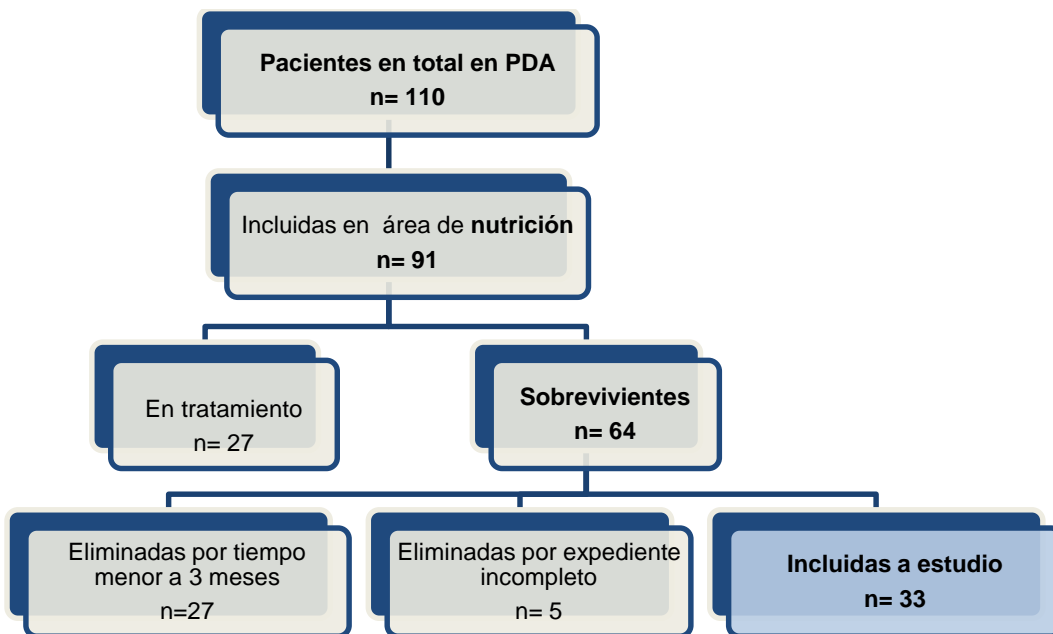 Pacientes en total en PDA
n= 110
Incluidas en área de nutrición
n= 91
En tratamiento
n= 27
Sobrevivientes
n= 64
Eliminadas por tiempo
menor a 3 meses
n=27
Eliminadas por expediente
incompleto
n= 5
Incluidas a estudio
n= 33